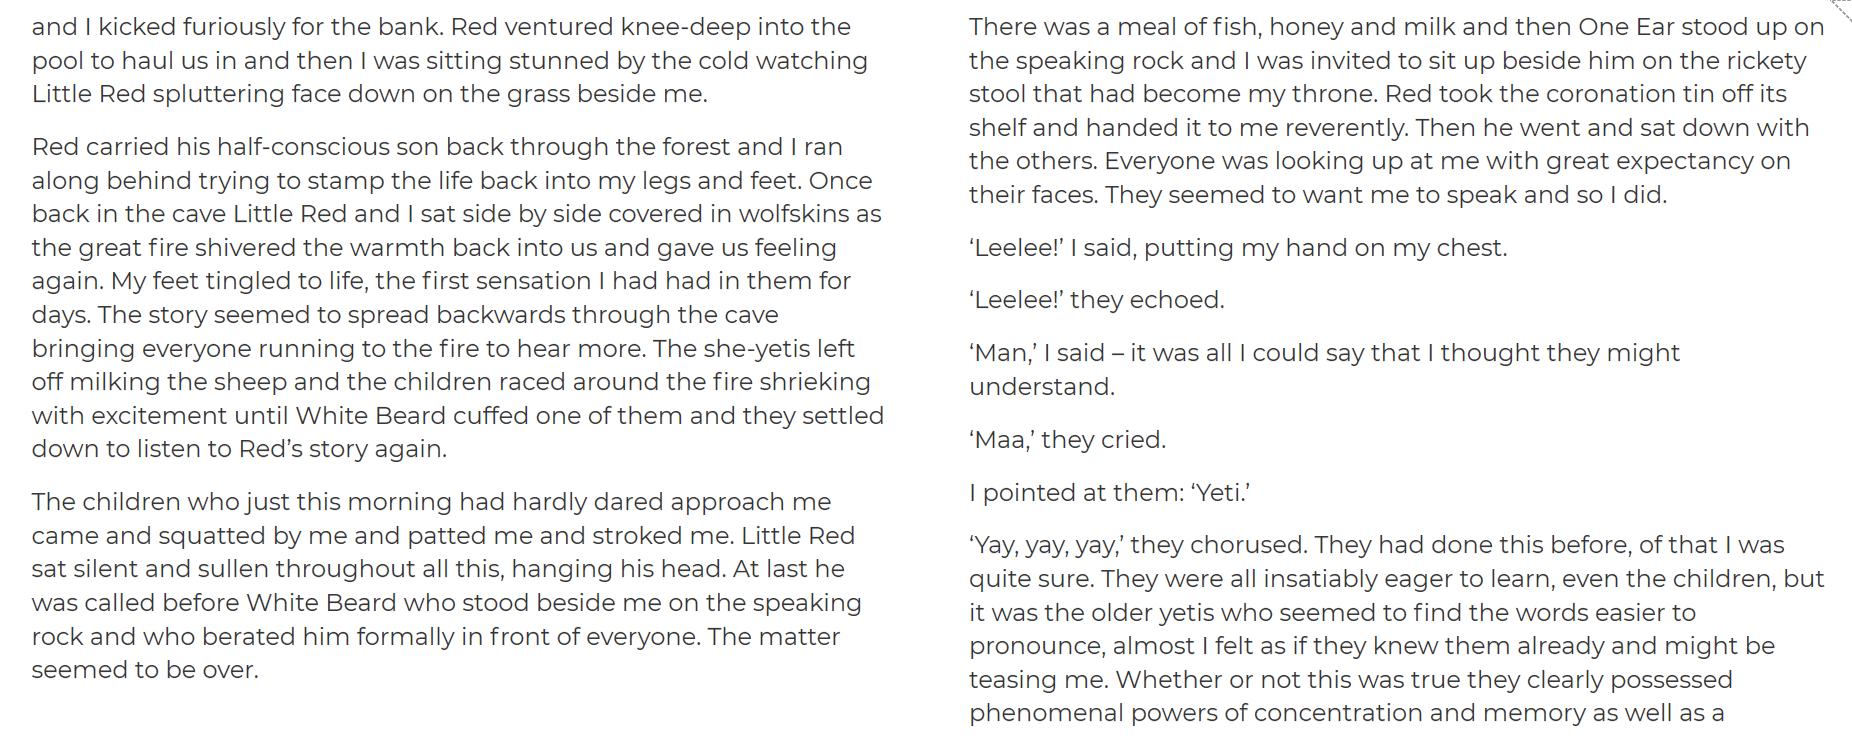 and I kicked furiously for the bank. Red ventured knee-deep into the
pool to haul us in and then I was sitting stunned by the cold watching
Little Red spluttering face down on the grass beside me.
Red carried his half-conscious son back through the forest and I ran
along behind trying to stamp the life back into my legs and feet. Once
back in the cave Little Red and I sat side by side covered in wolfskins as
the great fire shivered the warmth back into us and gave us feeling
again. My feet tingled to life, the first sensation I had had in them for
days. The story seemed to spread backwards through the cave
bringing everyone running to the fire to hear more. The she-yetis left
off milking the sheep and the children raced around the fire shrieking
with excitement until White Beard cuffed one of them and they settled
down to listen to Red’s story again.
The children who just this morning had hardly dared approach me
came and squatted by me and patted me and stroked me. Little Red
sat silent and sullen throughout all this, hanging his head. At last he
was called before White Beard who stood beside me on the speaking
rock and who berated him formally in front of everyone. The matter
seemed to be over.
There was a meal of fish, honey and milk and then One Ear stood up on
the speaking rock and I was invited to sit up beside him on the rickety
stool that had become my throne. Red took the coronation tin off its
shelf and handed it to me reverently. Then he went and sat down with
the others. Everyone was looking up at me with great expectancy on
their faces. They seemed to want me to speak and so I did.
‘Leelee!’ I said, putting my hand on my chest.
‘Leelee!’ they echoed.
‘Man,’ I said – it was all I could say that I thought they might
understand.
‘Maa,’ they cried.
I pointed at them: ‘Yeti.’
‘Yay, yay, yay,’ they chorused. They had done this before, of that I was
quite sure. They were all insatiably eager to learn, even the children, but
it was the older yetis who seemed to find the words easier to
pronounce, almost I felt as if they knew them already and might be
teasing me. Whether or not this was true they clearly possessed
phenomenal powers of concentration and memory as well as a